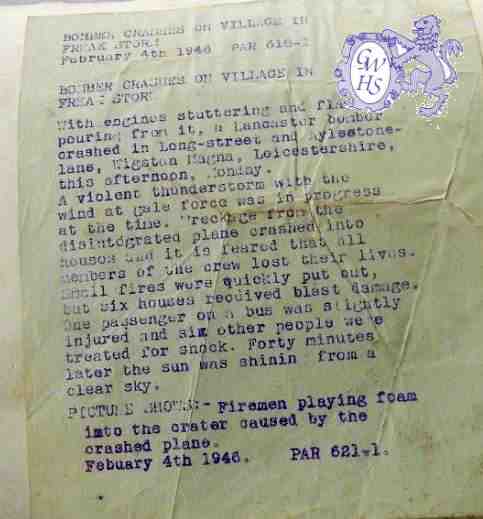 BOMBER CRASHES ON VILLAGE IN
FREAK STORM
February 4th 1946 PAR 618-1
BOMBER CRASHES ON VILLAGE IN
FREAK STORM
With engines stuttering and
pouring from it, a Lancaster bomber
crashed in Long-street and Aylestone-
lane, Wigston Magna, Leicestershire,
this afternoon, Monday.
A violent thunderstorm with the
wind at gale force was in progress
at the time. Wreckage from the
disintegrated plane crashed into
houses and it is feared that all
members of the crew lost their lives.
Small fires were quickly put out,
but six houses received blast damage.
One passenger on a bus was slightly
injured and six other people were
treated for shock. Forty minutes
later the sun was shinin from a
clear sky.
PICTURE SHOWS:- Firemen playing foam
into the crater caused by the
crashed plane.
Febuary 4th 1946. PAR 621-1.
GWHS